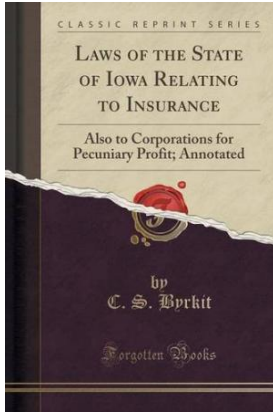 CLASSIC REPRINT SERIES
LAWS OF THE STATE
OF IOWA RELATING
TO INSURANCE
Also to Corporations for
Pecuniary Profit; Annotated
by
C. S. Byrkit
Forgotten Books